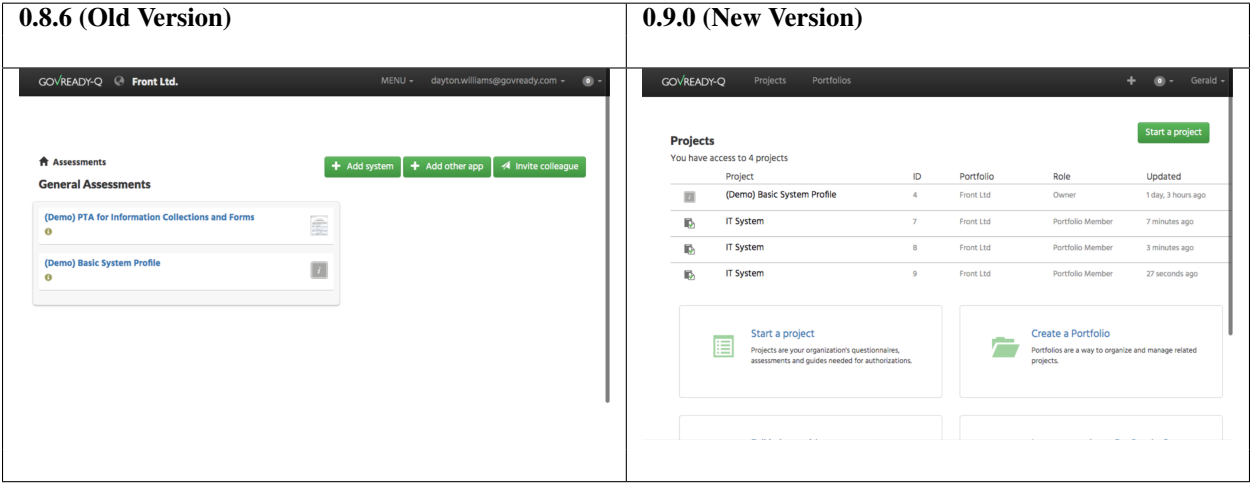 0.8.6 (Old Version)
GOVREADY-Q Front Ltd. MENU dayton.williams@govready.com 0
Assessments
+ Add system + Add other app Invite colleague
General Assessments
(Demo) PTA for Information Collections and Forms
(Demo) Basic System Profile
0.9.0 (New Version)
GOVREADY-Q Projects Portfolios + 0 Gerald
Start a project
Projects
You have access to 4 projects
Project ID Portfolio Role Updated
(Demo) Basic System Profile 4 Front Ltd Owner 1 day, 3 hours ago
IT System 7 Front Ltd Portfolio Member 7 minutes ago
IT System 8 Front Ltd Portfolio Member 3 minutes ago
IT System 9 Front Ltd Portfolio Member 27 seconds ago
Start a project
Projects are your organization's questionnaires,
assessments and guides needed for authorizations.
Create a Portfolio
Portfolios are a way to organize and manage related
projects.